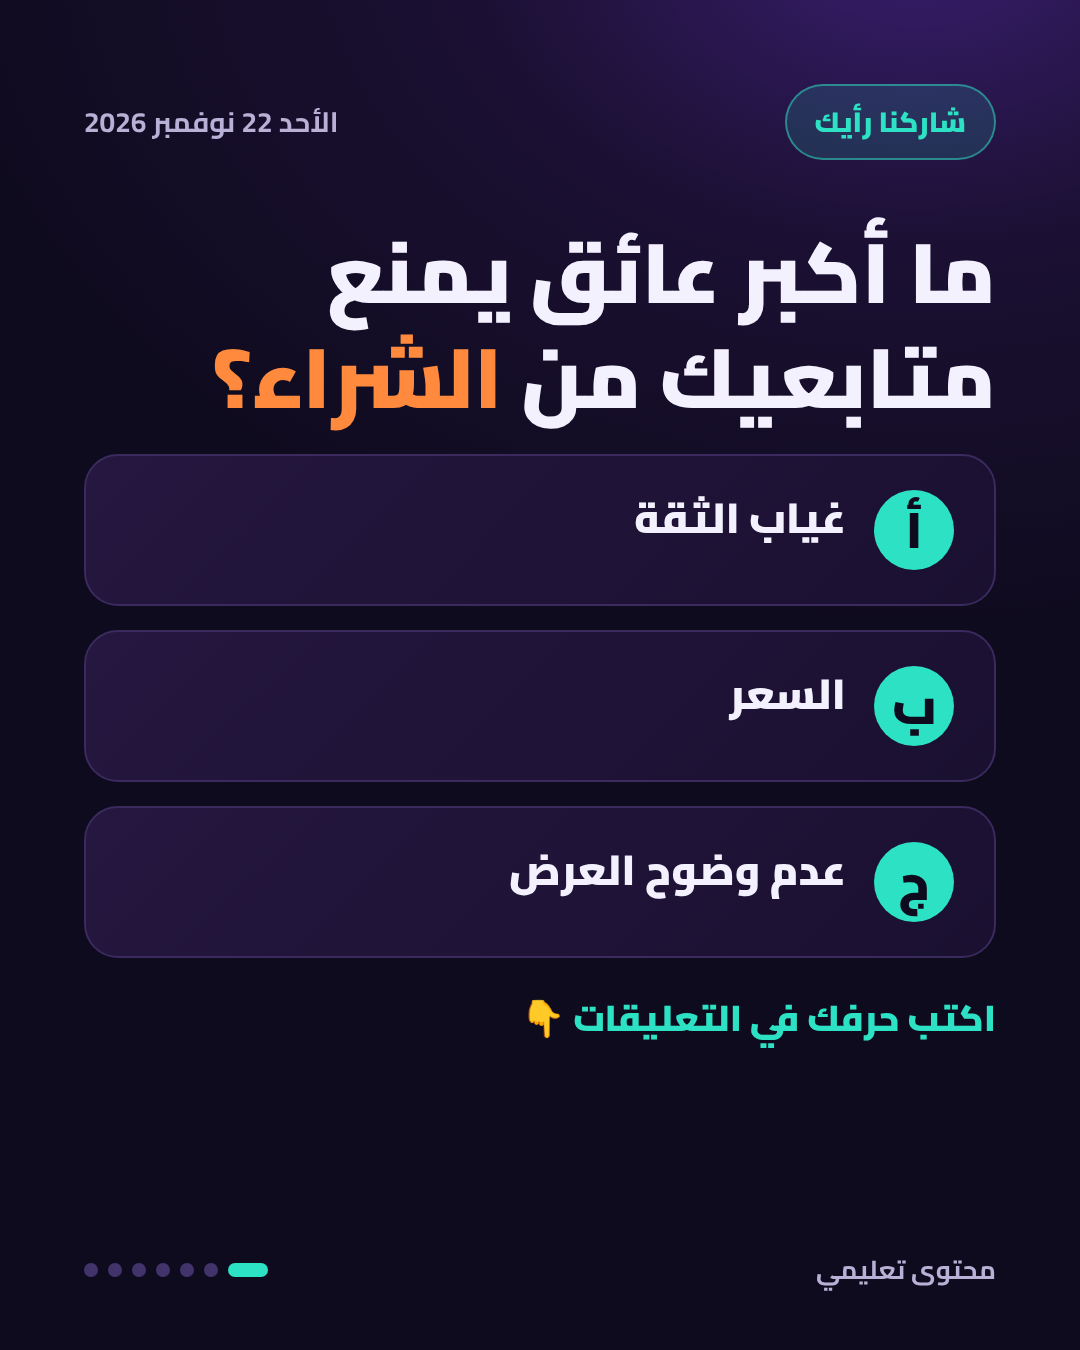 شاركنا رأيك
الأحد 22 نوفمبر 2026
ما أكبر عائق يمنع
متابعيك من الشراء؟
أ
غياب الثقة
ب
السعر
ج
عدم وضوح العرض
اكتب حرفك في التعليقات 👇
محتوى تعليمي